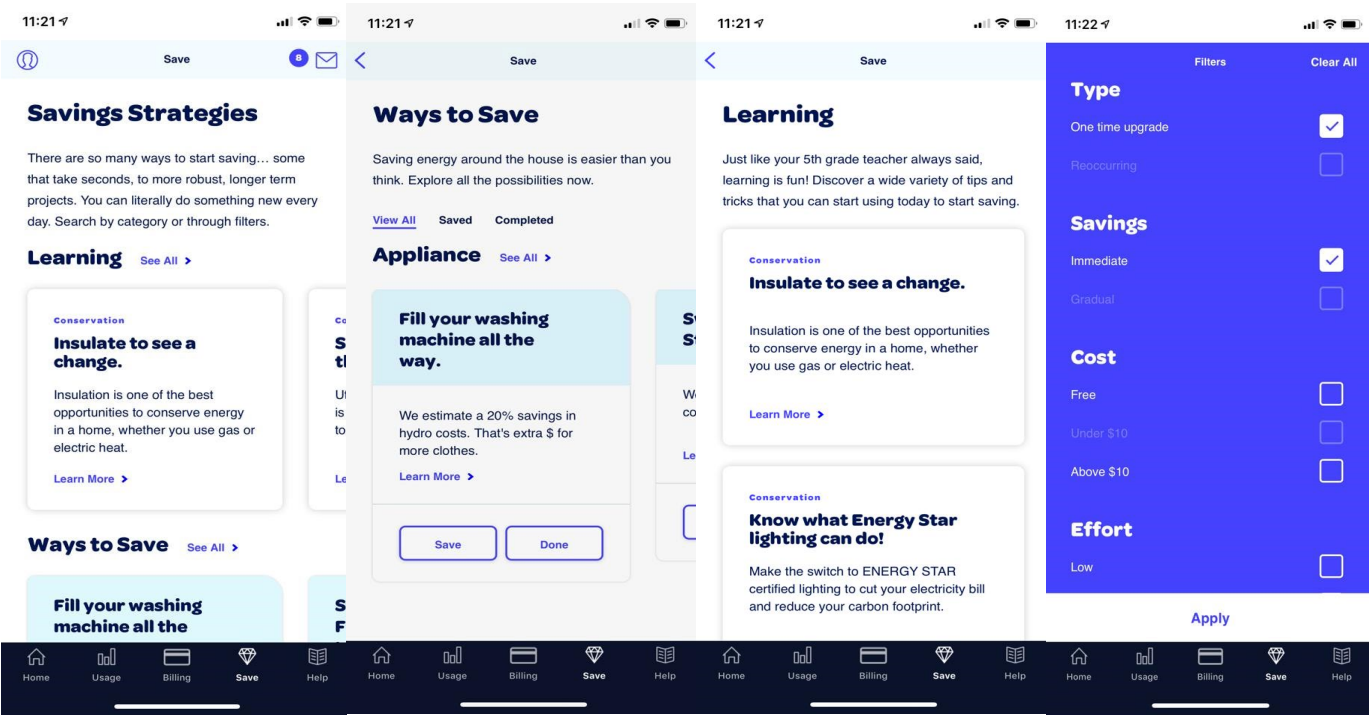 11:21
Save
8
Savings Strategies
There are so many ways to start saving… some
that take seconds, to more robust, longer term
projects. You can literally do something new every
day. Search by category or through filters.
Learning See All >
Conservation
Insulate to see a
change.
Insulation is one of the best
opportunities to conserve energy
in a home, whether you use gas or
electric heat.
Learn More >
Ways to Save See All >
Fill your washing
machine all the
Home Usage Billing Save Help
11:21
Save
Ways to Save
Saving energy around the house is easier than you
think. Explore all the possibilities now.
View All Saved Completed
Appliance See All >
Fill your washing
machine all the
way.
We estimate a 20% savings in
hydro costs. That's extra $ for
more clothes.
Learn More >
Save Done
Home Usage Billing Save Help
11:21
Save
Learning
Just like your 5th grade teacher always said,
learning is fun! Discover a wide variety of tips and
tricks that you can start using today to start saving.
Conservation
Insulate to see a change.
Insulation is one of the best opportunities
to conserve energy in a home, whether
you use gas or electric heat.
Learn More >
Conservation
Know what Energy Star
lighting can do!
Make the switch to ENERGY STAR
certified lighting to cut your electricity bill
and reduce your carbon footprint.
Home Usage Billing Save Help
11:22
Filters Clear All
Type
One time upgrade
Reoccurring
Savings
Immediate
Gradual
Cost
Free
Under $10
Above $10
Effort
Low
Apply
Home Usage Billing Save Help